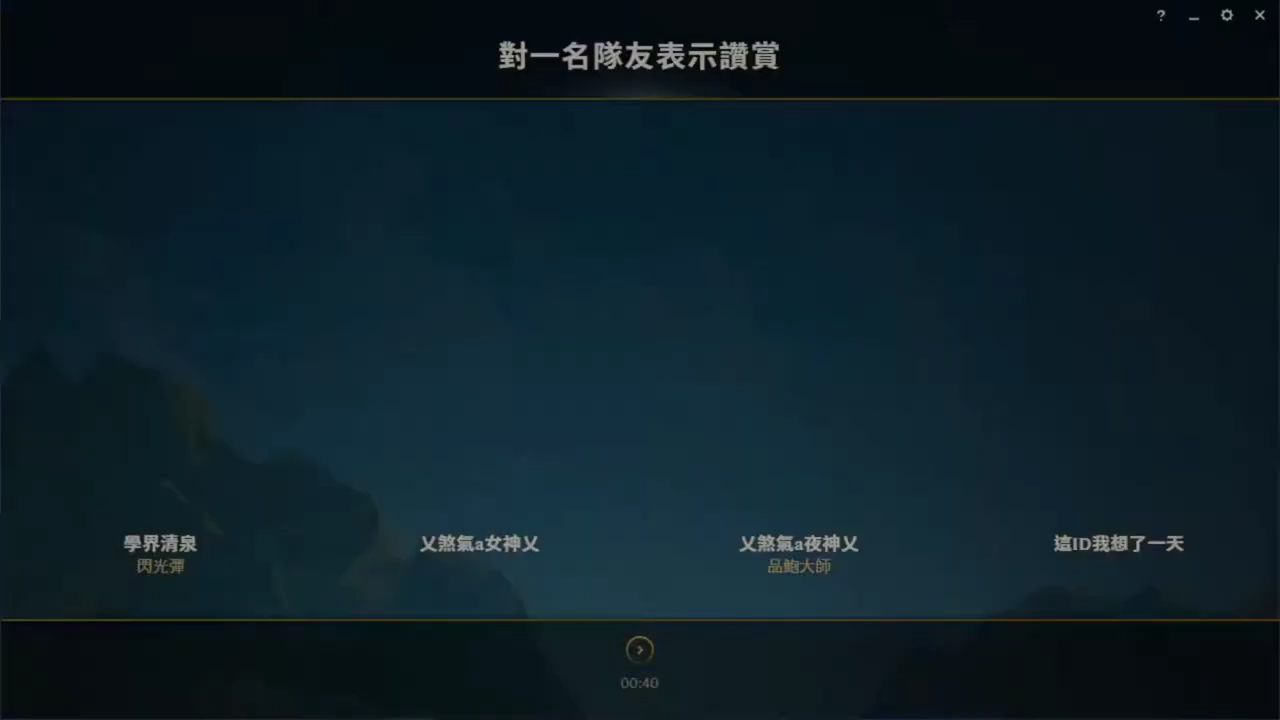 對一名隊友表示讚賞
學界清泉
閃光彈
乂煞氣a女神乂
乂煞氣a夜神乂
品鮑大師
這ID我想了一天
00:40